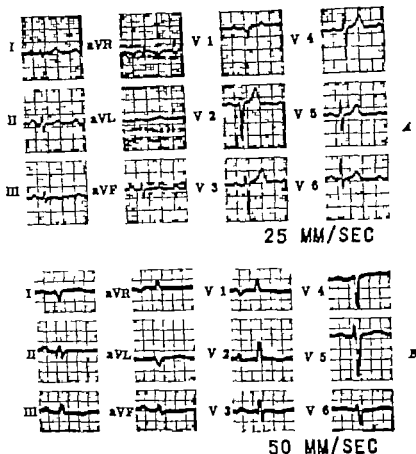 I aVR V 1 V 4
II aVL V 2 V 5 A
III aVF V 3 V 6
25 MM/SEC
I aVR V 1 V 4
II aVL V 2 V 5 B
III aVF V 3 V 6
50 MM/SEC